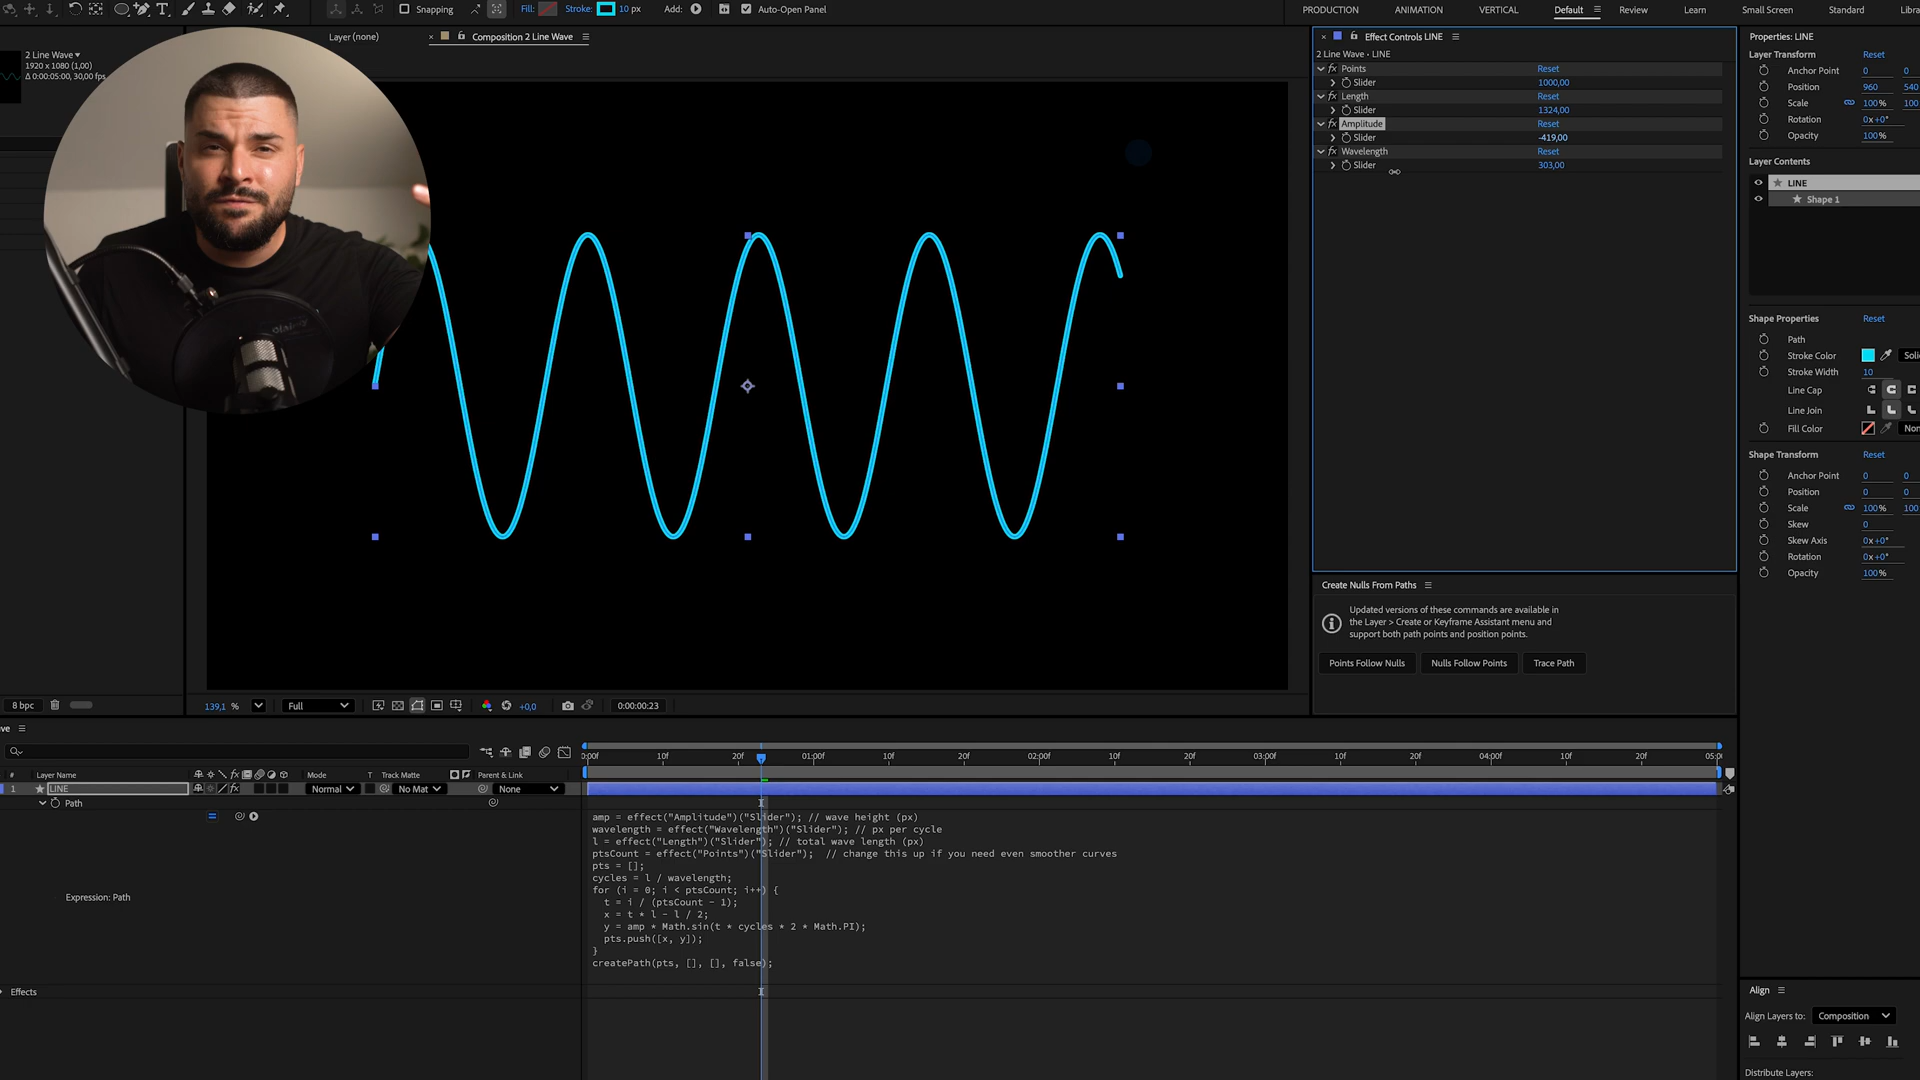 Snapping
Fill:
Stroke:
10 px
Add:
Auto-Open Panel
PRODUCTION
ANIMATION
VERTICAL
Default
Review
Learn
Small Screen
Standard
Libra
2 Line Wave
1920 x 1080 (1,00)
Δ 0:00:05:00, 30,00 fps
Layer (none)
Composition 2 Line Wave
Effect Controls LINE
2 Line Wave • LINE
Points
Reset
Slider
1000,00
Length
Reset
Slider
1324,00
Amplitude
Reset
Slider
-419,00
Wavelength
Reset
Slider
303,00
Properties: LINE
Layer Transform
Reset
Anchor Point
0
0
Position
960
540
Scale
100 %
100
Rotation
0x+0°
Opacity
100 %
Layer Contents
LINE
Shape 1
Shape Properties
Reset
Path
Stroke Color
Soli
Stroke Width
10
Line Cap
Line Join
Fill Color
Non
Shape Transform
Reset
Anchor Point
0
0
Position
0
0
Scale
100 %
100
Skew
0
Skew Axis
0x+0°
Rotation
0x+0°
Opacity
100 %
Create Nulls From Paths
Updated versions of these commands are available in
the Layer > Create or Keyframe Assistant menu and
support both path points and position points.
Points Follow Nulls
Nulls Follow Points
Trace Path
8 bpc
139,1 %
Full
+0,0
0:00:00:23
ve
0:00f
10f
20f
01:00f
10f
20f
02:00f
10f
20f
03:00f
10f
20f
04:00f
10f
20f
05:0
#
Layer Name
fx
Mode
T
Track Matte
Parent & Link
1
LINE
fx
Normal
No Mat
None
Path
Expression: Path
amp = effect("Amplitude")("Slider"); // wave height (px)
wavelength = effect("Wavelength")("Slider"); // px per cycle
l = effect("Length")("Slider"); // total wave length (px)
ptsCount = effect("Points")("Slider");  // change this up if you need even smoother curves
pts = [];
cycles = l / wavelength;
for (i = 0; i < ptsCount; i++) {
t = i / (ptsCount - 1);
x = t * l - l / 2;
y = amp * Math.sin(t * cycles * 2 * Math.PI);
pts.push([x, y]);
}
createPath(pts, [], [], false);
Effects
Align
Align Layers to:
Composition
Distribute Layers: